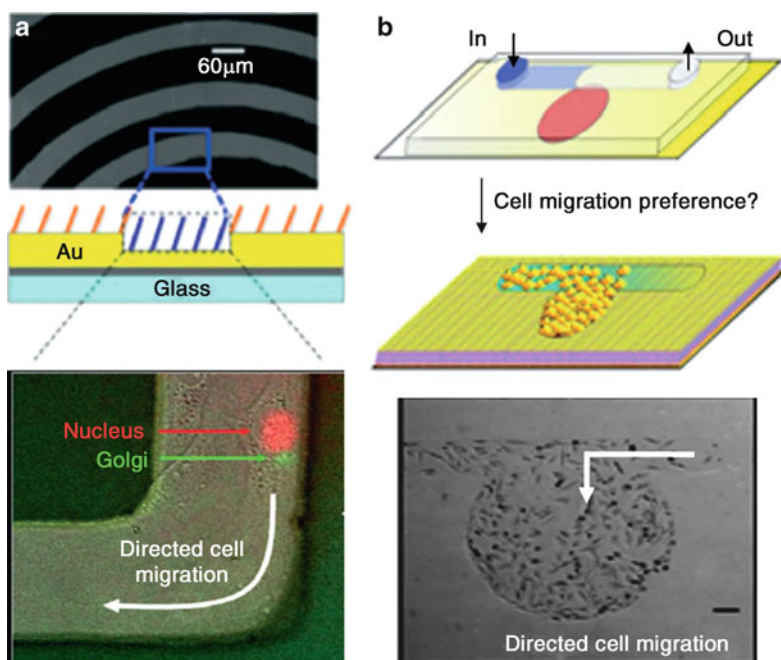 a
60μm
Au
Glass
Nucleus
Golgi
Directed cell
migration
b
In
Out
Cell migration preference?
Directed cell migration